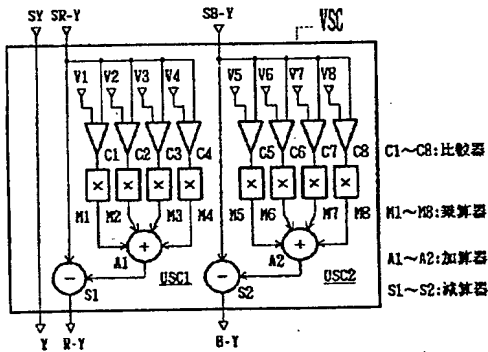 SY SR-Y SB-Y VSC
V1 V2 V3 V4 V5 V6 V7 V8
C1 C2 C3 C4 C5 C6 C7 C8
C1~C8:比較器
× × × × × × × ×
M1 M2 M3 M4 M5 M6 M7 M8
M1~M8:乗算器
+ +
A1 A2
A1~A2:加算器
USC1 USC2
- -
S1 S2
S1~S2:減算器
Y R-Y B-Y